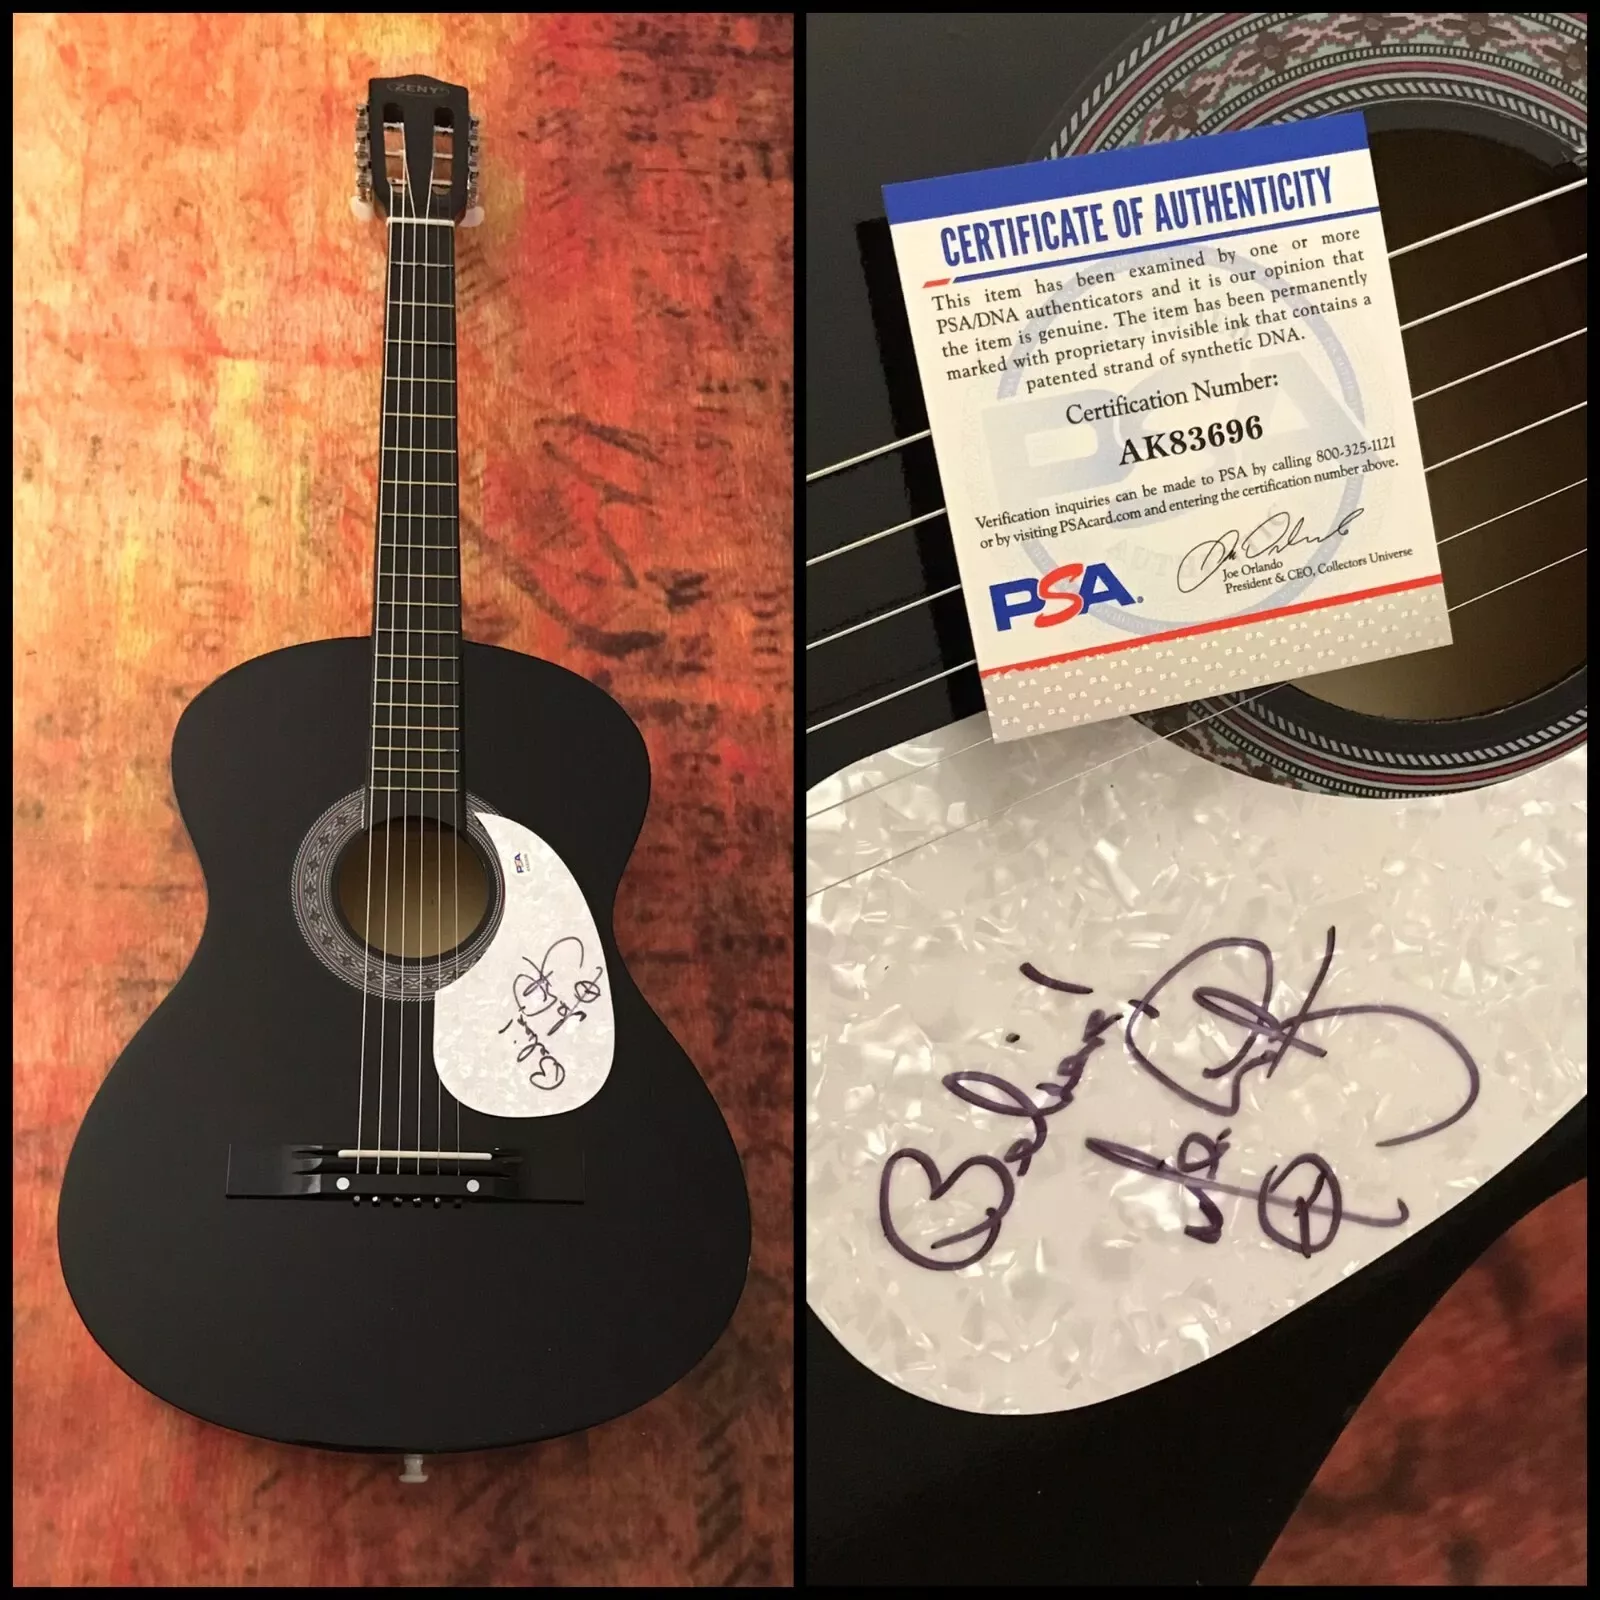 ZENY
PSA
CERTIFICATE OF AUTHENTICITY
This item has been examined by one or more
PSA/DNA authenticators and it is our opinion that
the item is genuine. The item has been permanently
marked with proprietary invisible ink that contains a
patented strand of synthetic DNA.
Certification Number:
AK83696
Verification inquiries can be made to PSA by calling 800-325-1121
or by visiting PSAcard.com and entering the certification number above.
Joe Orlando
President & CEO, Collectors Universe
PSA